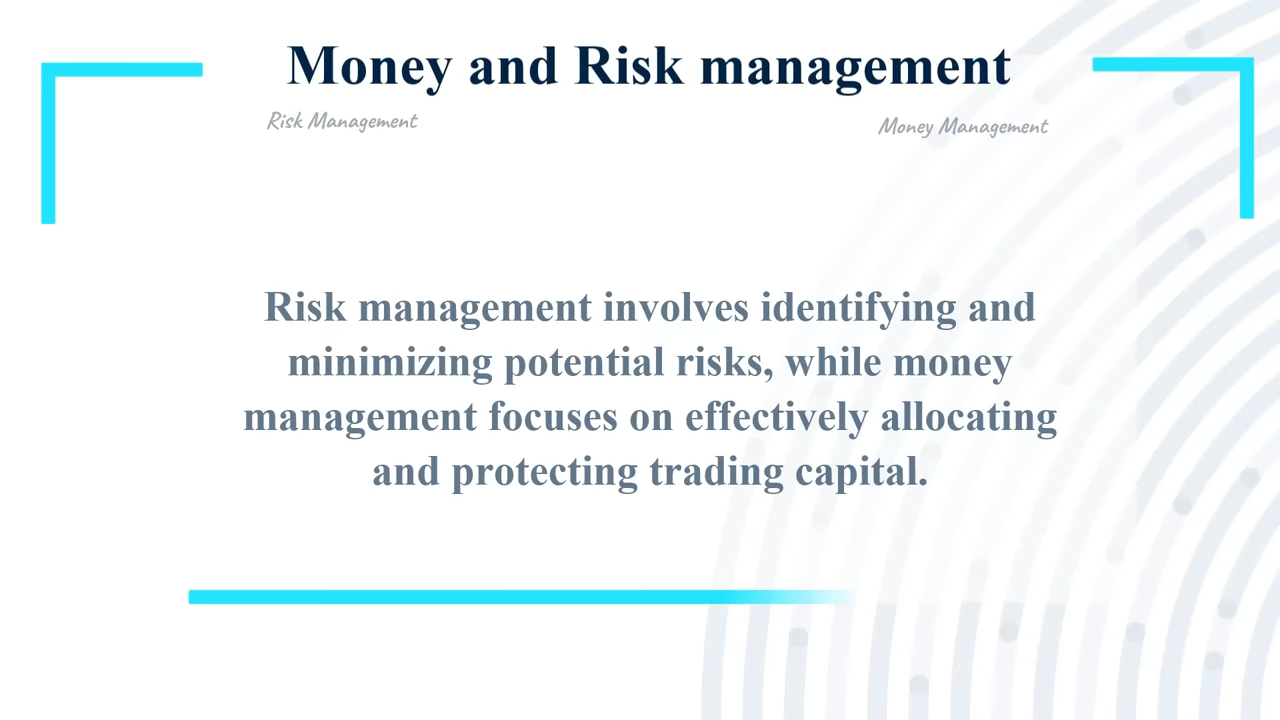 Money and Risk management
Risk Management
Money Management
Risk management involves identifying and
minimizing potential risks, while money
management focuses on effectively allocating
and protecting trading capital.